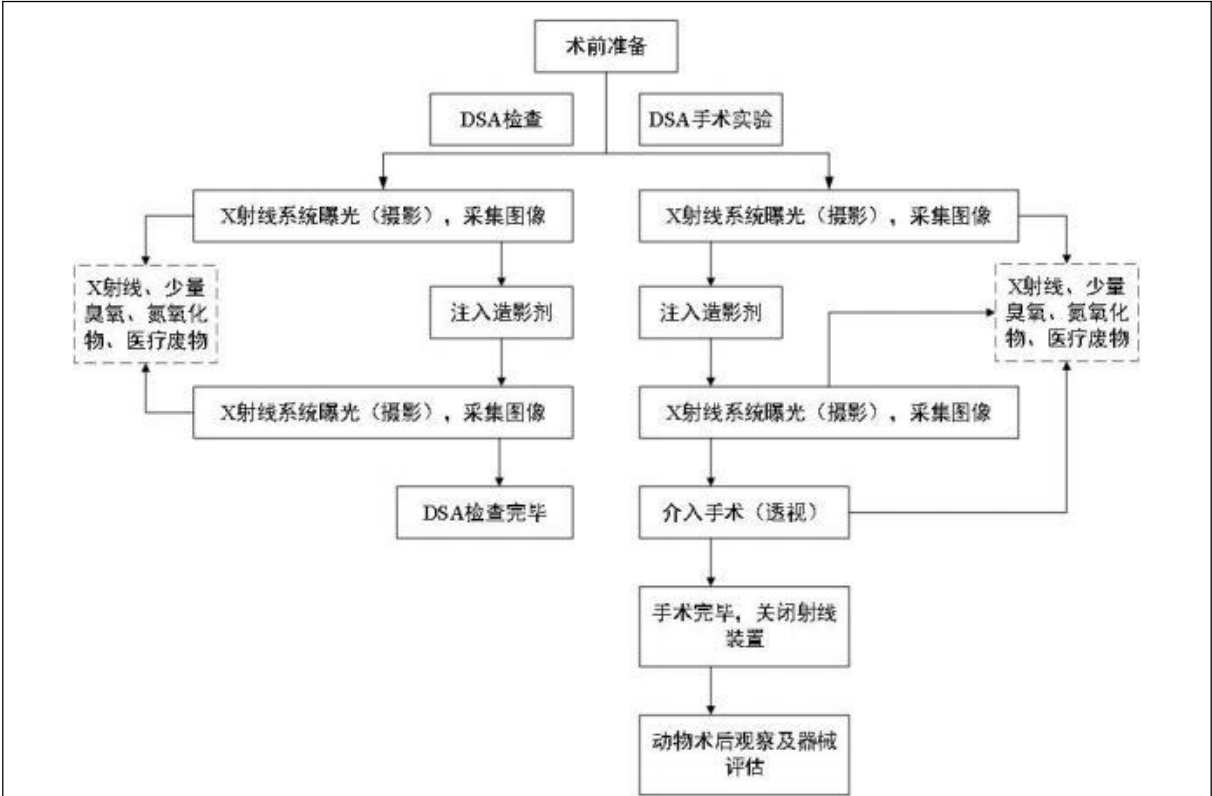 术前准备
DSA检查
DSA手术实验
X射线系统曝光（摄影），采集图像
X射线系统曝光（摄影），采集图像
X射线、少量
臭氧、氮氧化
物、医疗废物
注入造影剂
注入造影剂
X射线、少量
臭氧、氮氧化
物、医疗废物
X射线系统曝光（摄影），采集图像
X射线系统曝光（摄影），采集图像
DSA检查完毕
介入手术（透视）
手术完毕，关闭射线
装置
动物术后观察及器械
评估